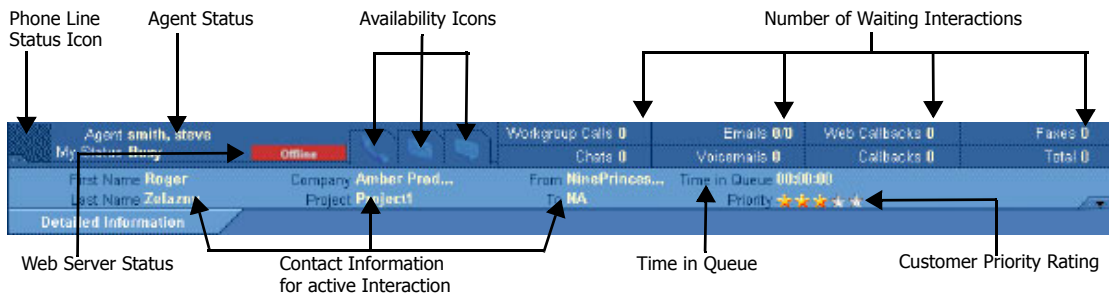 Phone Line
Status Icon
Agent Status
Availability Icons
Number of Waiting Interactions
Agent smith, steve
My Status Busy
Offline
Workgroup Calls 0
Emails 0/0
Web Callbacks 0
Faxes 0
Chats 0
Voicemails 0
Callbacks 0
Total 0
First Name Roger
Company Amber Prod...
From NinePrinces...
Time in Queue 00:00:00
Last Name Zelazny
Project Project1
To NA
Priority
Detailed Information
Web Server Status
Contact Information
for active Interaction
Time in Queue
Customer Priority Rating